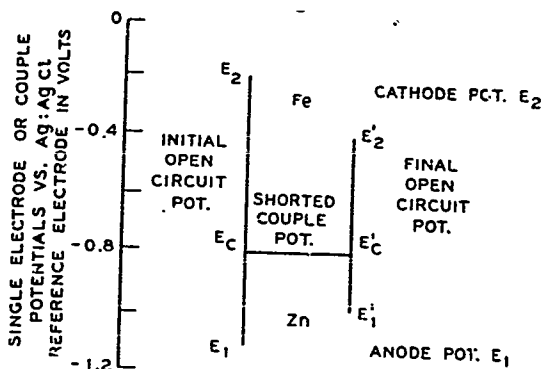 SINGLE ELECTRODE OR COUPLE
POTENTIALS VS. Ag:AgCl
REFERENCE ELECTRODE IN VOLTS
0
-0.4
-0.8
-1.2
INITIAL
OPEN
CIRCUIT
POT.
E2
EC
E1
Fe
SHORTED
COUPLE
POT.
Zn
E'2
E'C
E'1
CATHODE POT. E2
FINAL
OPEN
CIRCUIT
POT.
ANODE POT. E1